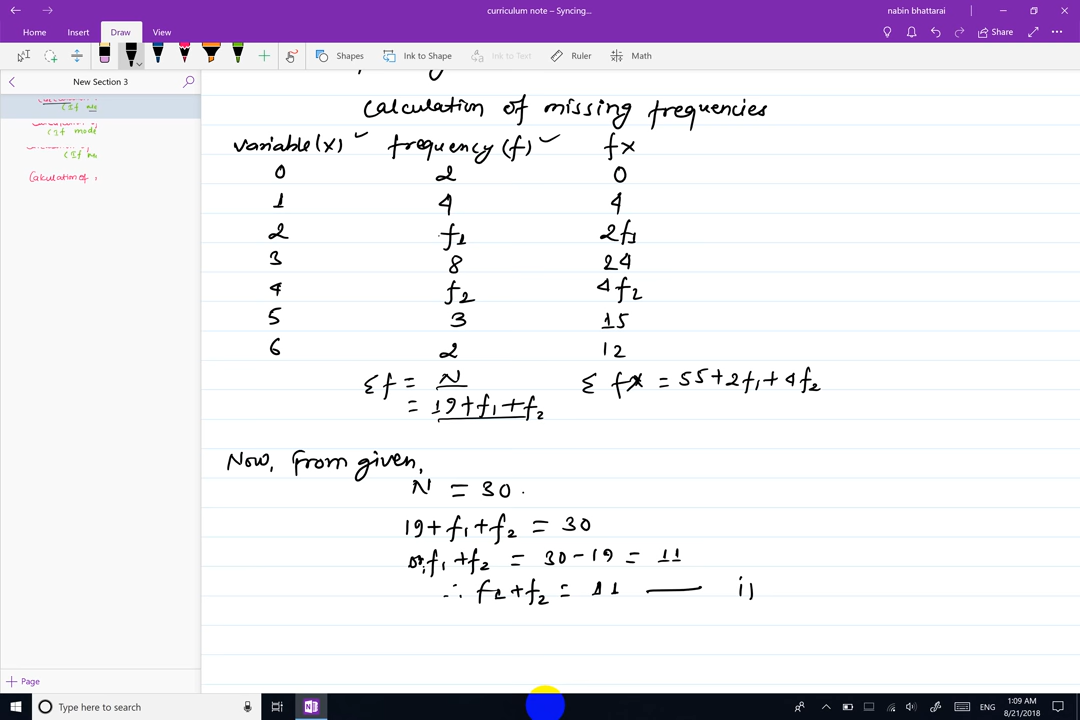 curriculum note – Syncing...
nabin bhattarai
Home Insert Draw View
Share
Shapes Ink to Shape Ink to Text Ruler Math
New Section 3
Calculation of missing frequencies
variable(x) frequency (f) fx
0 2 0
1 4 4
2 f1 2f1
3 8 24
4 f2 4f2
5 3 15
6 2 12
Σf = N Σ fx = 55+2f1+4f2
= 19+f1+f2
Now, From given,
N = 30.
19+f1+f2 = 30
or, f1+f2 = 30-19 = 11
∴ f1+f2 = 11 —— i)
Calculation of
Page
Type here to search
ENG
1:09 AM
8/21/2018